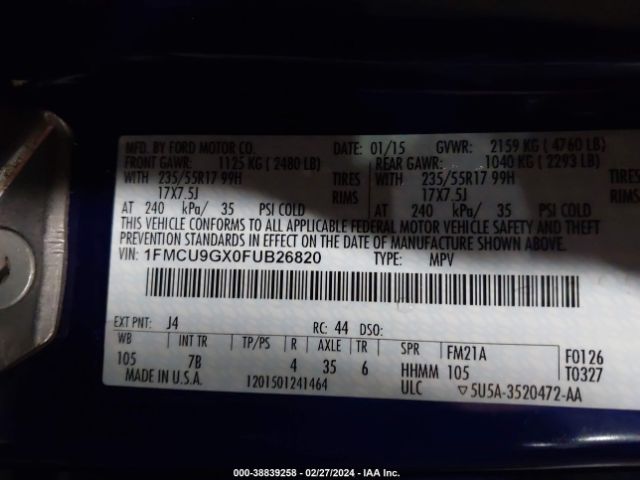 MFD. BY FORD MOTOR CO.
DATE: 01/15 GVWR: 2159 KG ( 4760 LB)
FRONT GAWR: 1125 KG ( 2480 LB) REAR GAWR: 1040 KG ( 2293 LB)
WITH 235/55R17 99H TIRES WITH 235/55R17 99H TIRES
17X7.5J RIMS 17X7.5J RIMS
AT 240 kPa/ 35 PSI COLD AT 240 kPa/ 35 PSI COLD
THIS VEHICLE CONFORMS TO ALL APPLICABLE FEDERAL MOTOR VEHICLE SAFETY AND THEFT
PREVENTION STANDARDS IN EFFECT ON THE DATE OF MANUFACTURE SHOWN ABOVE.
VIN: 1FMCU9GX0FUB26820 TYPE: MPV
EXT PNT: J4 RC: 44 DSO:
WB INT TR TP/PS R AXLE TR SPR FM21A F0126
105 7B 4 35 6 HHMM 105 T0327
MADE IN U.S.A. 1201501241464 ULC ▽5U5A-3520472-AA
000-38839258 - 02/27/2024 - IAA Inc.